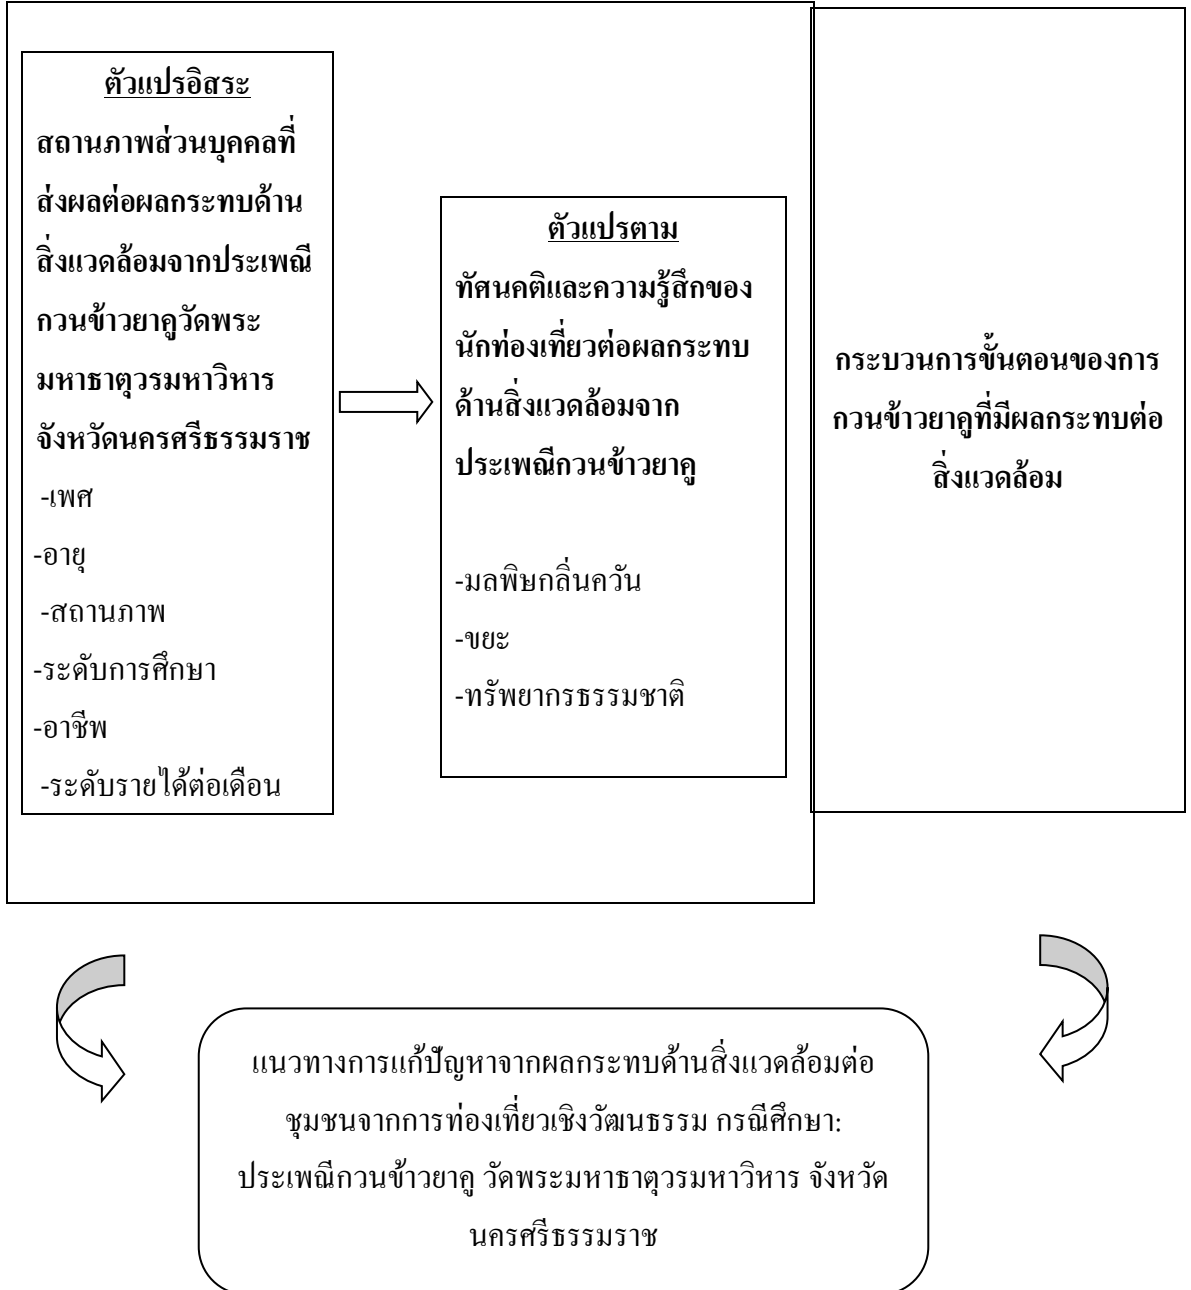 ตัวแปรอิสระ
สถานภาพส่วนบุคคลที่
ส่งผลต่อผลกระทบด้าน
สิ่งแวดล้อมจากประเพณี
กวนข้าวยาคูวัดพระ
มหาธาตุวรมหาวิหาร
จังหวัดนครศรีธรรมราช
-เพศ
-อายุ
-สถานภาพ
-ระดับการศึกษา
-อาชีพ
-ระดับรายได้ต่อเดือน
ตัวแปรตาม
ทัศนคติและความรู้สึกของ
นักท่องเที่ยวต่อผลกระทบ
ด้านสิ่งแวดล้อมจาก
ประเพณีกวนข้าวยาคู
-มลพิษกลิ่นควัน
-ขยะ
-ทรัพยากรธรรมชาติ
กระบวนการขั้นตอนของการ
กวนข้าวยาคูที่มีผลกระทบต่อ
สิ่งแวดล้อม
แนวทางการแก้ปัญหาจากผลกระทบด้านสิ่งแวดล้อมต่อ
ชุมชนจากการท่องเที่ยวเชิงวัฒนธรรม กรณีศึกษา:
ประเพณีกวนข้าวยาคู วัดพระมหาธาตุวรมหาวิหาร จังหวัด
นครศรีธรรมราช